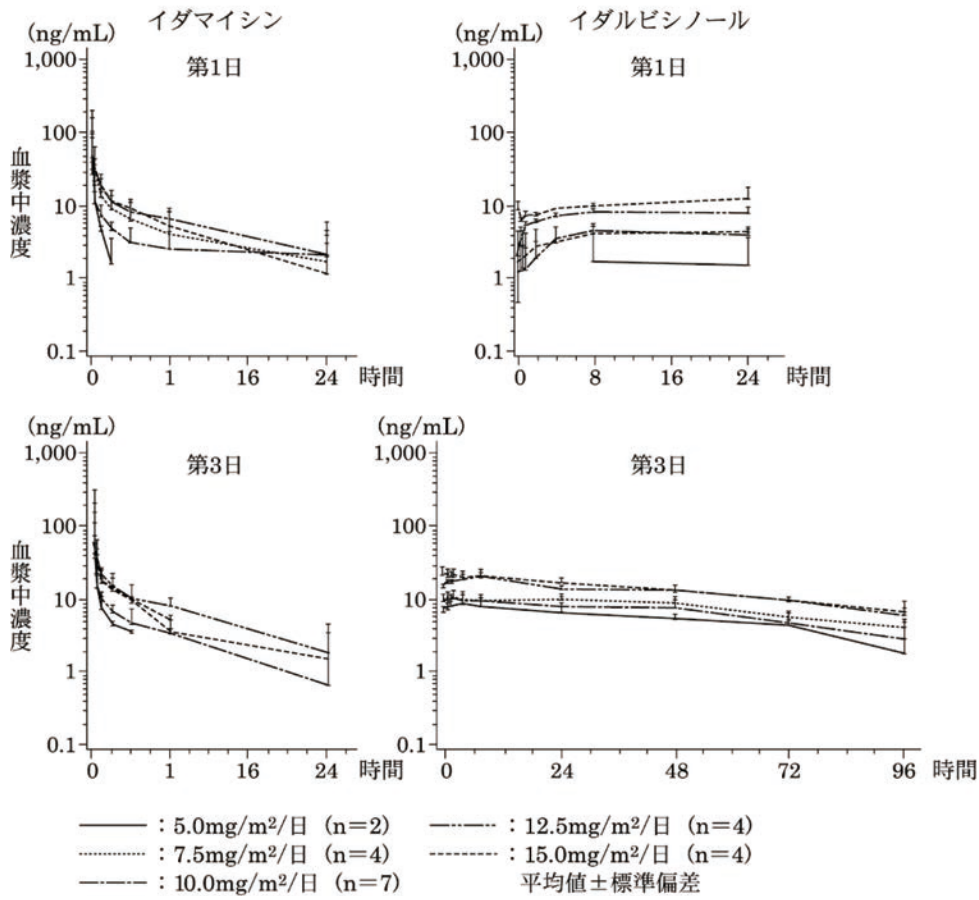 イダマイシン
(ng/mL)
第1日
1,000
100
10
1
0.1
血漿中濃度
0 1 16 24 時間
イダルビシノール
(ng/mL)
第1日
1,000
100
10
1
0.1
0 8 16 24 時間
(ng/mL)
第3日
1,000
100
10
1
0.1
血漿中濃度
0 1 16 24 時間
(ng/mL)
第3日
1,000
100
10
1
0.1
0 24 48 72 96 時間
：5.0mg/m²/日 (n=2)
：7.5mg/m²/日 (n=4)
：10.0mg/m²/日 (n=7)
：12.5mg/m²/日 (n=4)
：15.0mg/m²/日 (n=4)
平均値±標準偏差